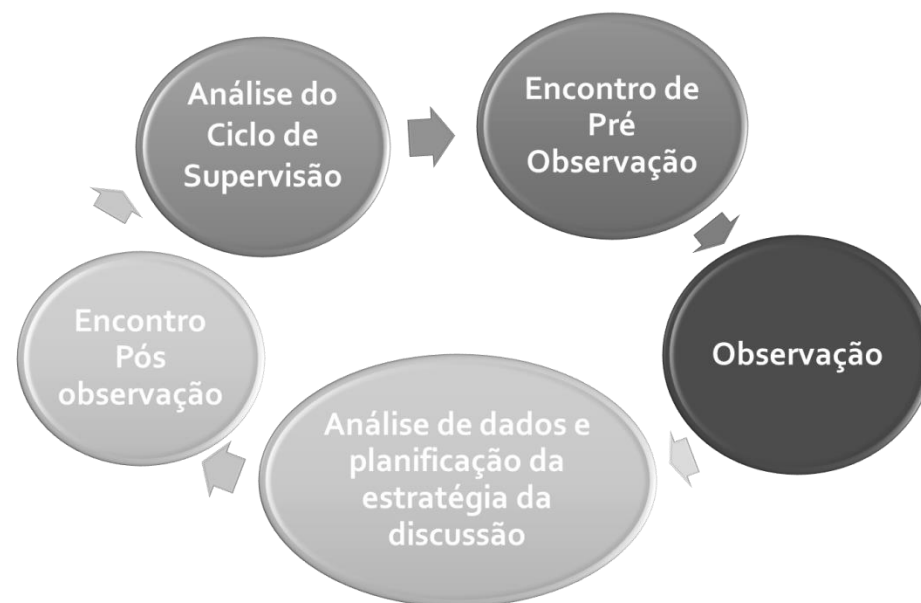 Análise do
Ciclo de
Supervisão
Encontro de
Pré
Observação
Observação
Análise de dados e
planificação da
estratégia da
discussão
Encontro
Pós
observação